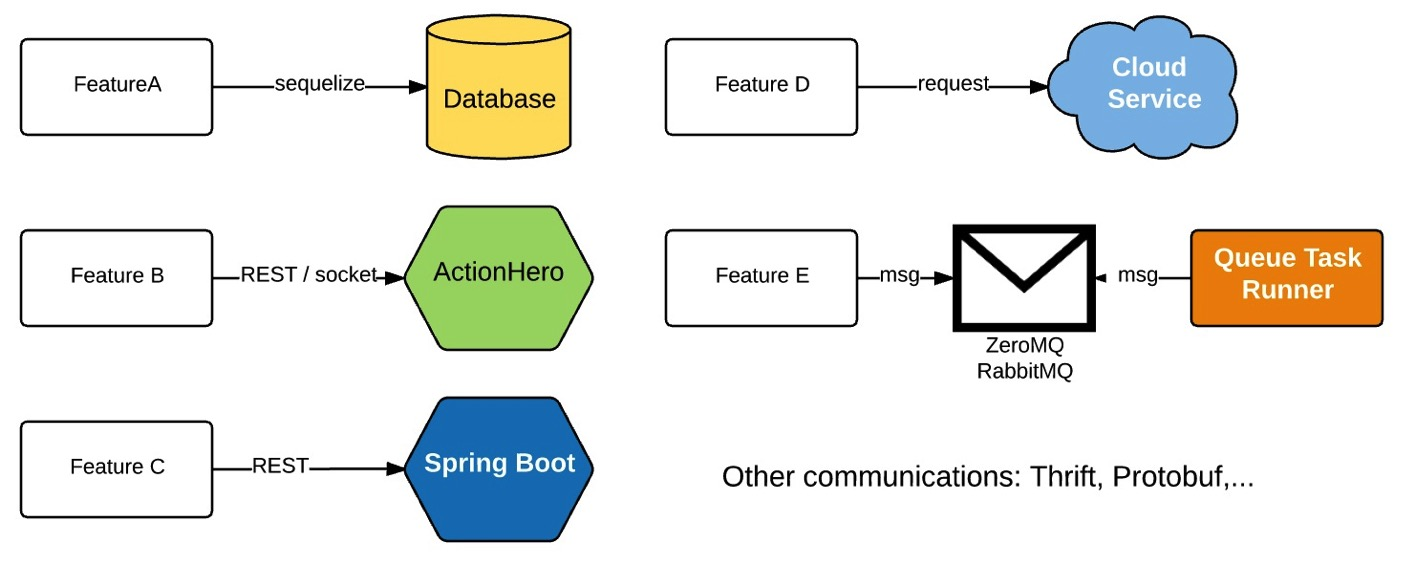 FeatureA
sequelize
Database
Feature B
REST / socket
ActionHero
Feature C
REST
Spring Boot
Feature D
request
Cloud
Service
Feature E
msg
ZeroMQ
RabbitMQ
msg
Queue Task
Runner
Other communications: Thrift, Protobuf,...